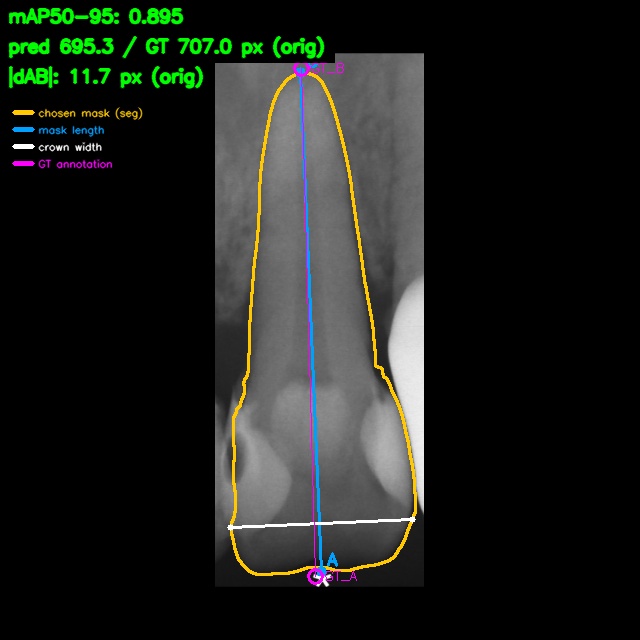 mAP50-95: 0.895
pred 695.3 / GT 707.0 px (orig)
|dAB|: 11.7 px (orig)
chosen mask (seg)
mask length
crown width
GT annotation
A